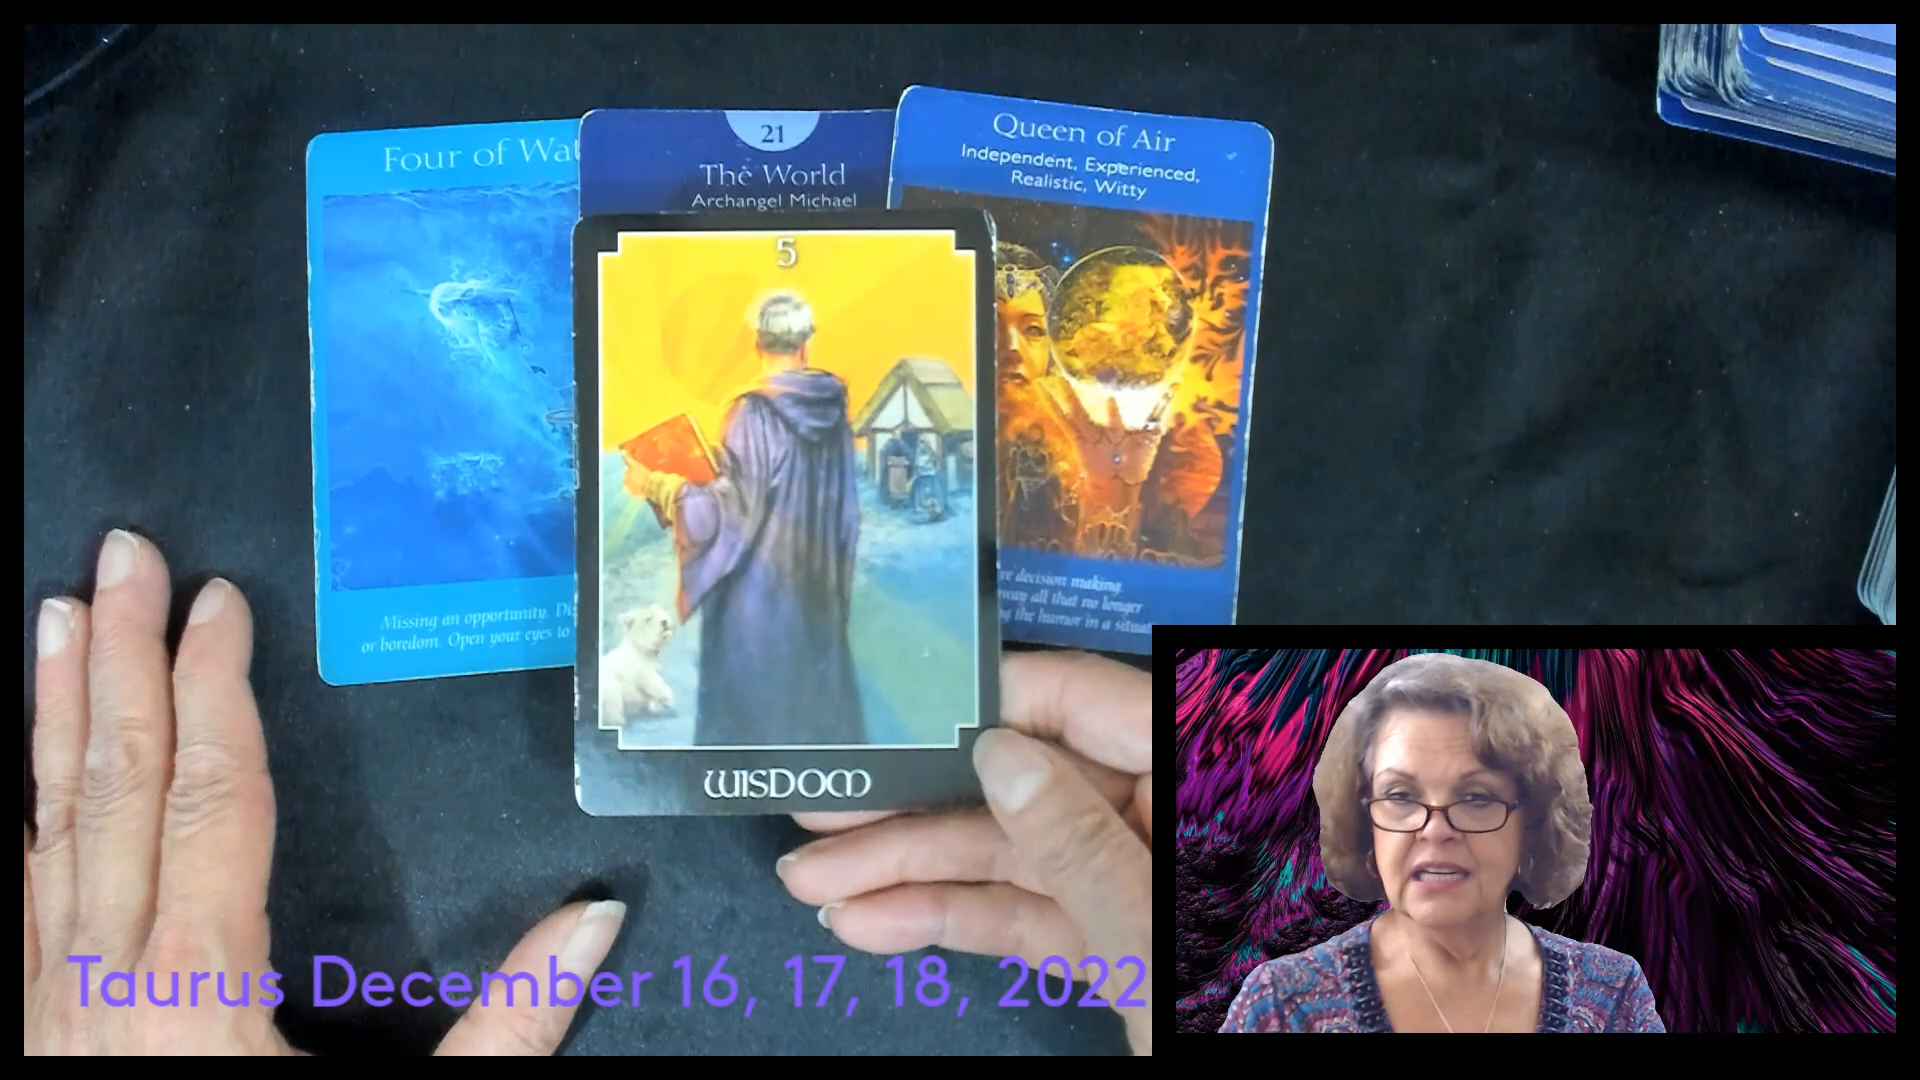 Four of Wat
21
The World
Archangel Michael
Queen of Air
Independent, Experienced,
Realistic, Witty
5
Missing an opportunity.
or boredom. Open your eyes to
decision making.
away all that no longer
the humor in a
WISDOM
Taurus December 16, 17, 18, 2022